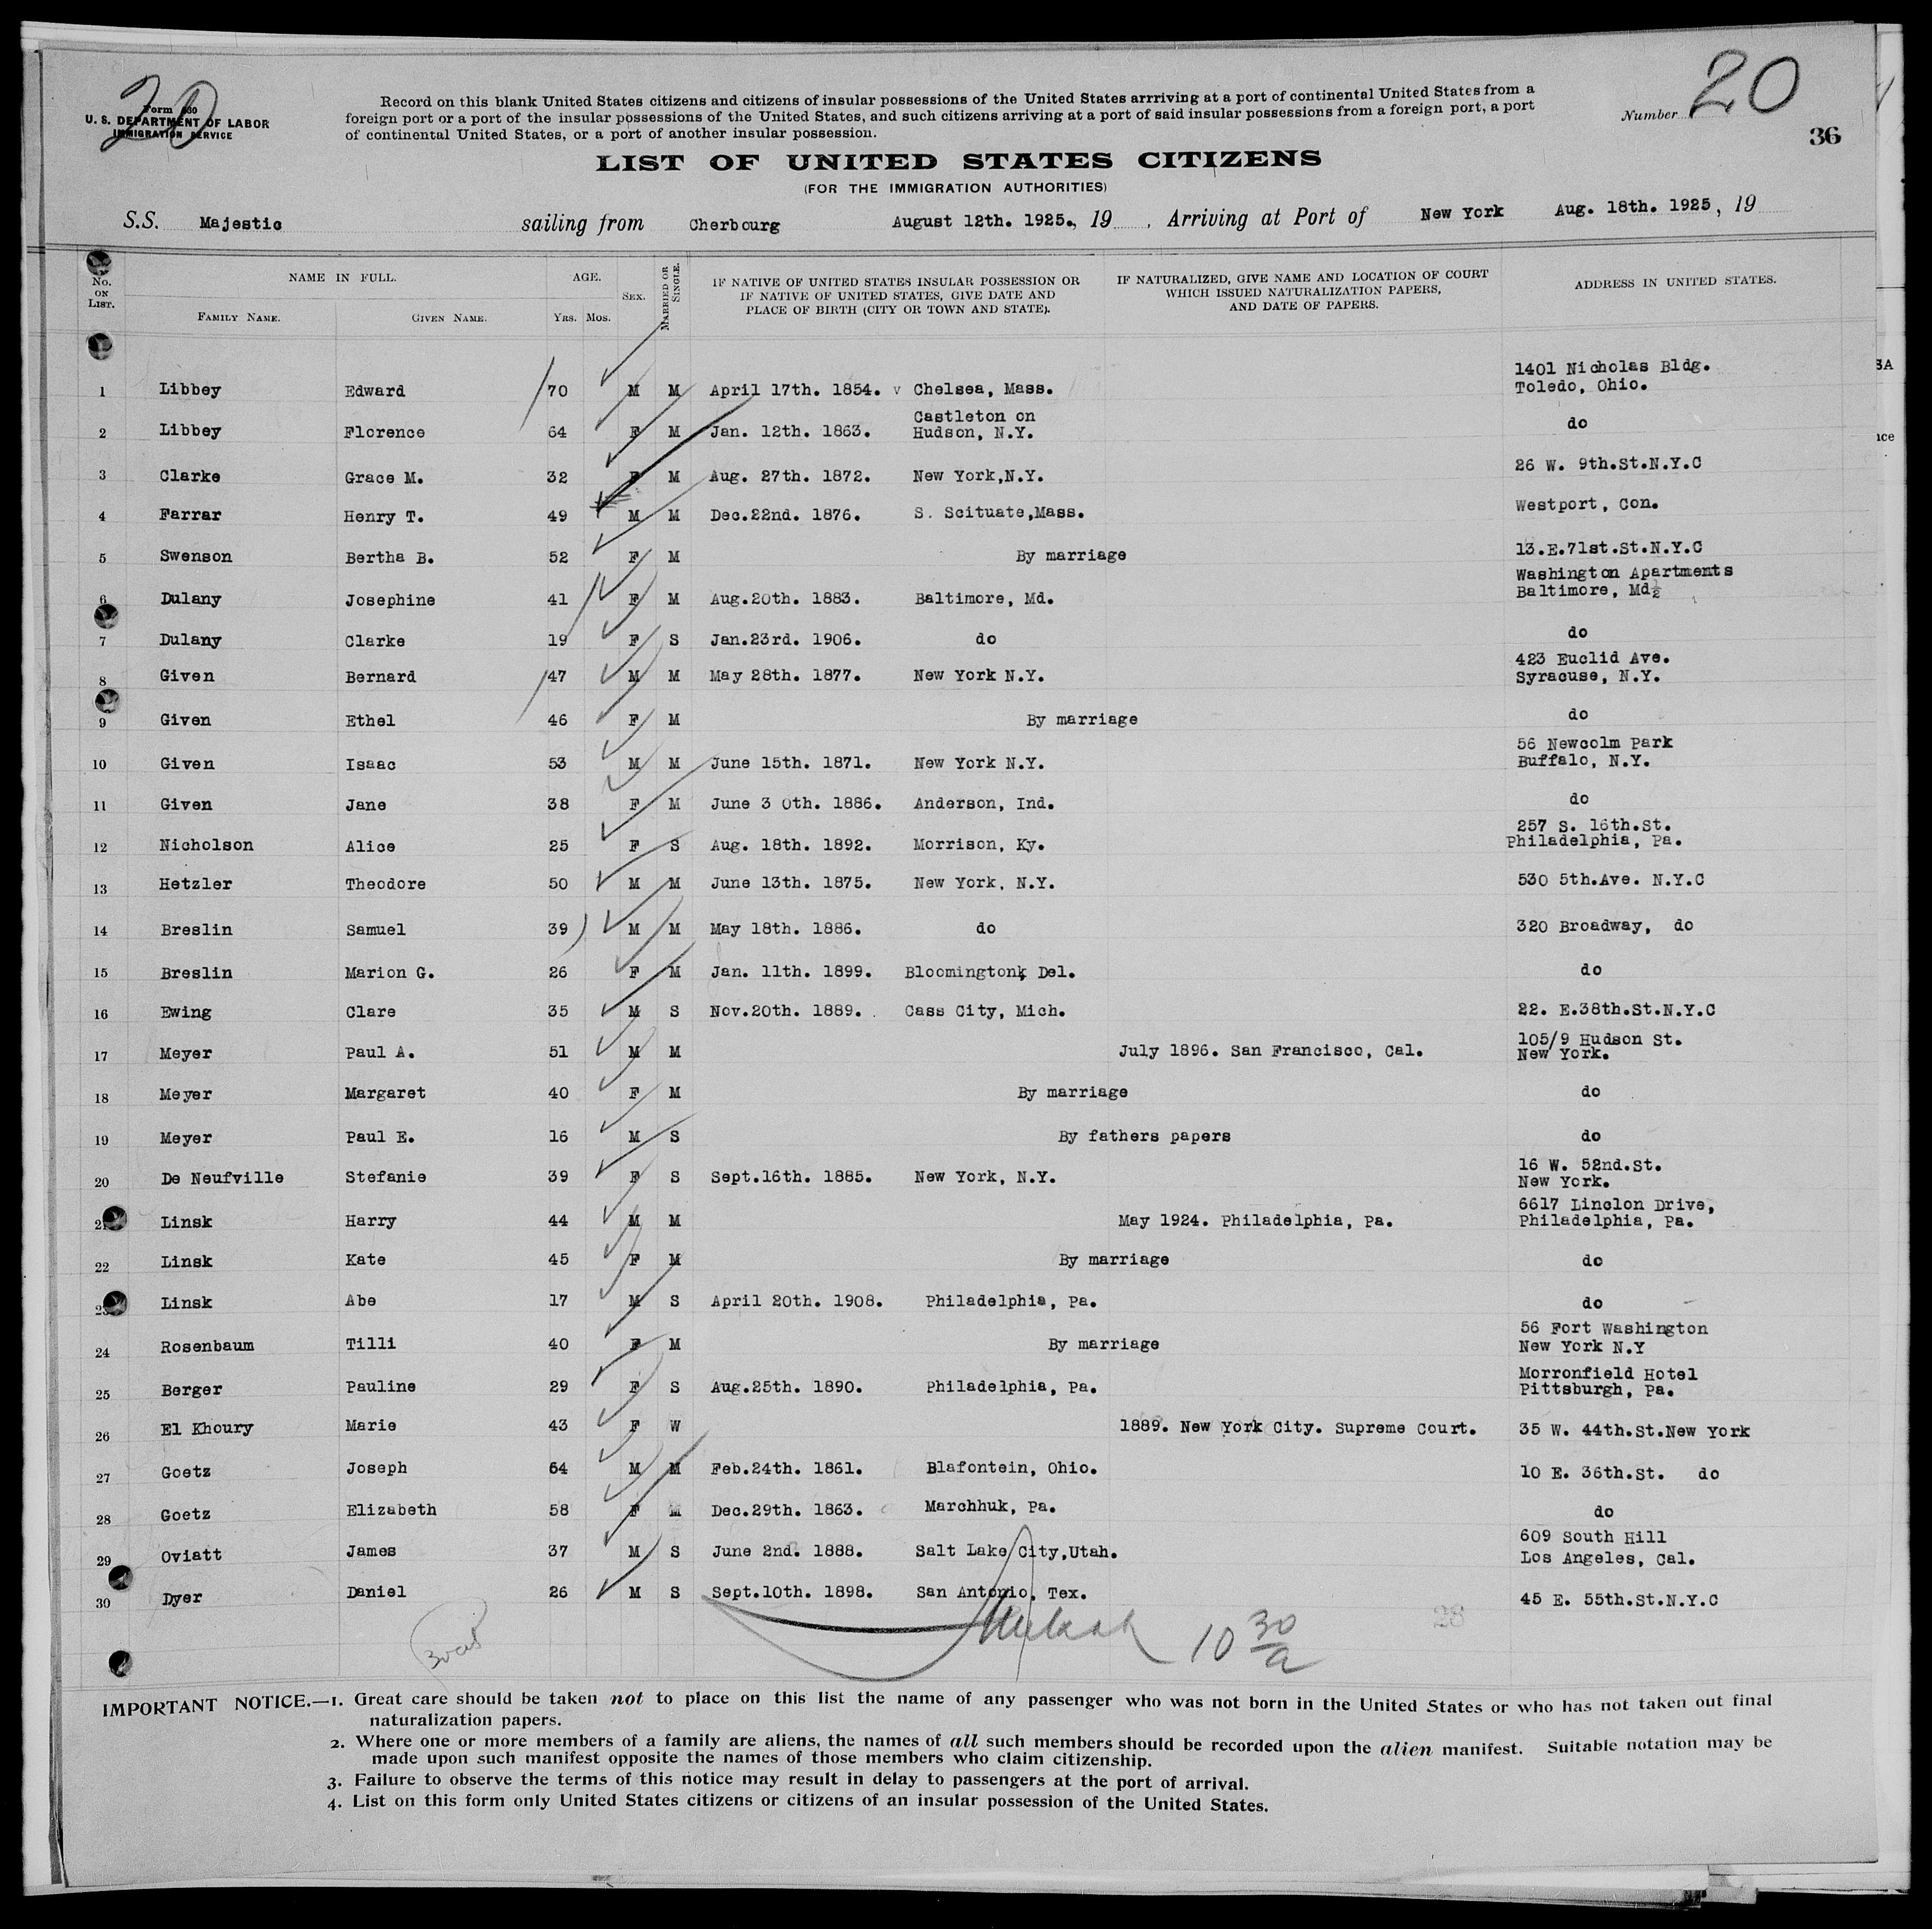 20
Form 630
U. S. DEPARTMENT OF LABOR
IMMIGRATION SERVICE
Record on this blank United States citizens and citizens of insular possessions of the United States arrriving at a port of continental United States from a
foreign port or a port of the insular possessions of the United States, and such citizens arriving at a port of said insular possessions from a foreign port, a port
of continental United States, or a port of another insular possession.
Number 20
36
LIST OF UNITED STATES CITIZENS
(FOR THE IMMIGRATION AUTHORITIES)
S.S. Majestic sailing from Cherbourg August 12th. 1925., 19 , Arriving at Port of New York Aug. 18th. 1925, 19
No. ON LIST. NAME IN FULL. AGE. SEX. MARRIED OR SINGLE. IF NATIVE OF UNITED STATES INSULAR POSSESSION OR IF NATIVE OF UNITED STATES, GIVE DATE AND PLACE OF BIRTH (CITY OR TOWN AND STATE). IF NATURALIZED, GIVE NAME AND LOCATION OF COURT WHICH ISSUED NATURALIZATION PAPERS, AND DATE OF PAPERS. ADDRESS IN UNITED STATES.
FAMILY NAME. GIVEN NAME. YRS. MOS.
1 Libbey Edward 70 M M April 17th. 1854. v Chelsea, Mass. 1401 Nicholas Bldg. Toledo, Ohio.
2 Libbey Florence 64 F M Jan. 12th. 1863. Castleton on Hudson, N.Y. do
3 Clarke Grace M. 32 F M Aug. 27th. 1872. New York,N.Y. 26 W. 9th.St.N.Y.C
4 Farrar Henry T. 49 M M Dec.22nd. 1876. S. Scituate,Mass. Westport, Con.
5 Swenson Bertha B. 52 F M By marriage 13.E.71st.St.N.Y.C
6 Dulany Josephine 41 F M Aug.20th. 1883. Baltimore, Md. Washington Apartments Baltimore, Md½
7 Dulany Clarke 19 F S Jan.23rd. 1906. do do
8 Given Bernard 47 M M May 28th. 1877. New York N.Y. 423 Euclid Ave. Syracuse, N.Y.
9 Given Ethel 46 F M By marriage do
10 Given Isaac 53 M M June 15th. 1871. New York N.Y. 56 Newcolm Park Buffalo, N.Y.
11 Given Jane 38 F M June 3 0th. 1886. Anderson, Ind. do
12 Nicholson Alice 25 F S Aug. 18th. 1892. Morrison, Ky. 257 S. 16th.St. Philadelphia, Pa.
13 Hetzler Theodore 50 M M June 13th. 1875. New York, N.Y. 530 5th.Ave. N.Y.C
14 Breslin Samuel 39 M M May 18th. 1886. do 320 Broadway, do
15 Breslin Marion G. 26 F M Jan. 11th. 1899. Bloomington, Del. do
16 Ewing Clare 35 M S Nov.20th. 1889. Cass City, Mich. 22. E.38th.St.N.Y.C
17 Meyer Paul A. 51 M M July 1896. San Francisco, Cal. 105/9 Hudson St. New York.
18 Meyer Margaret 40 F M By marriage do
19 Meyer Paul E. 16 M S By fathers papers do
20 De Neufville Stefanie 39 F S Sept.16th. 1885. New York, N.Y. 16 W. 52nd.St. New York.
21 Linsk Harry 44 M M May 1924. Philadelphia, Pa. 6617 Linclon Drive, Philadelphia, Pa.
22 Linsk Kate 45 F M By marriage do
23 Linsk Abe 17 M S April 20th. 1908. Philadelphia, Pa. do
24 Rosenbaum Tilli 40 F M By marriage 56 Fort Washington New York N.Y
25 Berger Pauline 29 F S Aug.25th. 1890. Philadelphia, Pa. Morronfield Hotel Pittsburgh, Pa.
26 El Khoury Marie 43 F W 1889. New York City. Supreme Court. 35 W. 44th.St.New York
27 Goetz Joseph 64 M M Feb.24th. 1861. Blafontein, Ohio. 10 E. 36th.St. do
28 Goetz Elizabeth 58 F M Dec.29th. 1863. Marchhuk, Pa. do
29 Oviatt James 37 M S June 2nd. 1888. Salt Lake City,Utah. 609 South Hill Los Angeles, Cal.
30 Dyer Daniel 26 M S Sept.10th. 1898. San Antonio, Tex. 45 E. 55th.St.N.Y.C
10 30/a
28
IMPORTANT NOTICE.—1. Great care should be taken not to place on this list the name of any passenger who was not born in the United States or who has not taken out final
naturalization papers.
2. Where one or more members of a family are aliens, the names of all such members should be recorded upon the alien manifest. Suitable notation may be
made upon such manifest opposite the names of those members who claim citizenship.
3. Failure to observe the terms of this notice may result in delay to passengers at the port of arrival.
4. List on this form only United States citizens or citizens of an insular possession of the United States.